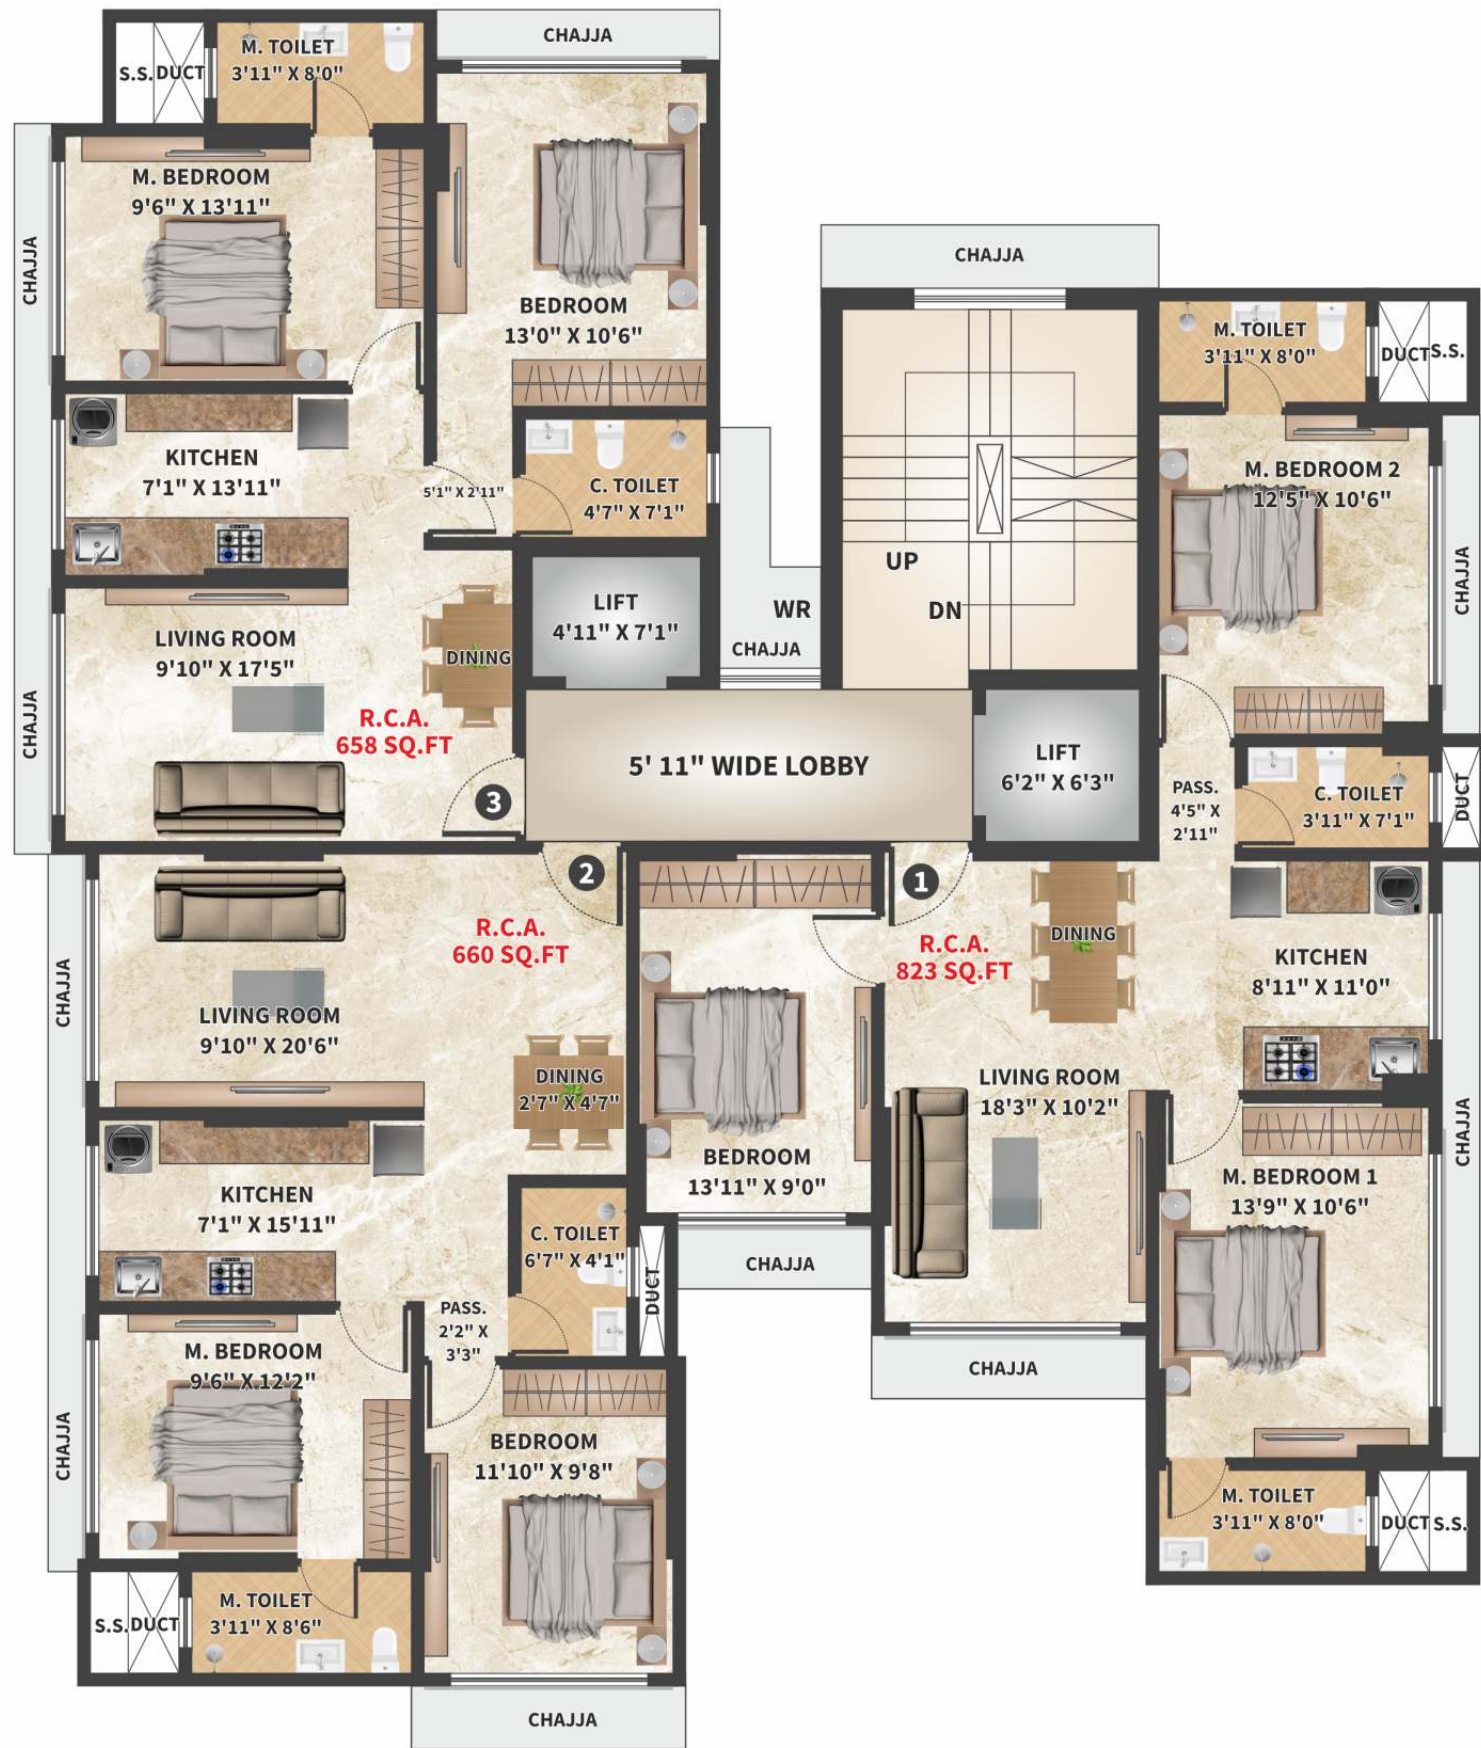 CHAJJA
M. TOILET
3'11" X 8'0"
S.S. DUCT
M. BEDROOM
9'6" X 13'11"
CHAJJA
BEDROOM
13'0" X 10'6"
KITCHEN
7'1" X 13'11"
5'1" X 2'11"
C. TOILET
4'7" X 7'1"
LIVING ROOM
9'10" X 17'5"
DINING
R.C.A.
658 SQ.FT
CHAJJA
3
LIFT
4'11" X 7'1"
WR
CHAJJA
CHAJJA
UP
DN
5' 11" WIDE LOBBY
LIFT
6'2" X 6'3"
M. TOILET
3'11" X 8'0"
DUCT S.S.
M. BEDROOM 2
12'5" X 10'6"
CHAJJA
PASS.
4'5" X
2'11"
C. TOILET
3'11" X 7'1"
DUCT
2
R.C.A.
660 SQ.FT
CHAJJA
LIVING ROOM
9'10" X 20'6"
DINING
2'7" X 4'7"
KITCHEN
7'1" X 15'11"
C. TOILET
6'7" X 4'1"
DUCT
PASS.
2'2" X
3'3"
M. BEDROOM
9'6" X 12'2"
CHAJJA
BEDROOM
11'10" X 9'8"
M. TOILET
3'11" X 8'6"
S.S. DUCT
CHAJJA
1
R.C.A.
823 SQ.FT
DINING
KITCHEN
8'11" X 11'0"
LIVING ROOM
18'3" X 10'2"
BEDROOM
13'11" X 9'0"
CHAJJA
CHAJJA
M. BEDROOM 1
13'9" X 10'6"
CHAJJA
M. TOILET
3'11" X 8'0"
DUCT S.S.